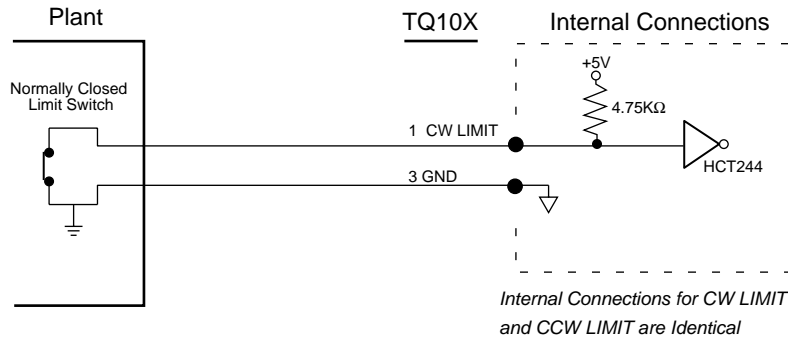 Plant
TQ10X
Internal Connections
Normally Closed
Limit Switch
+5V
4.75KΩ
1 CW LIMIT
HCT244
3 GND
Internal Connections for CW LIMIT
and CCW LIMIT are Identical